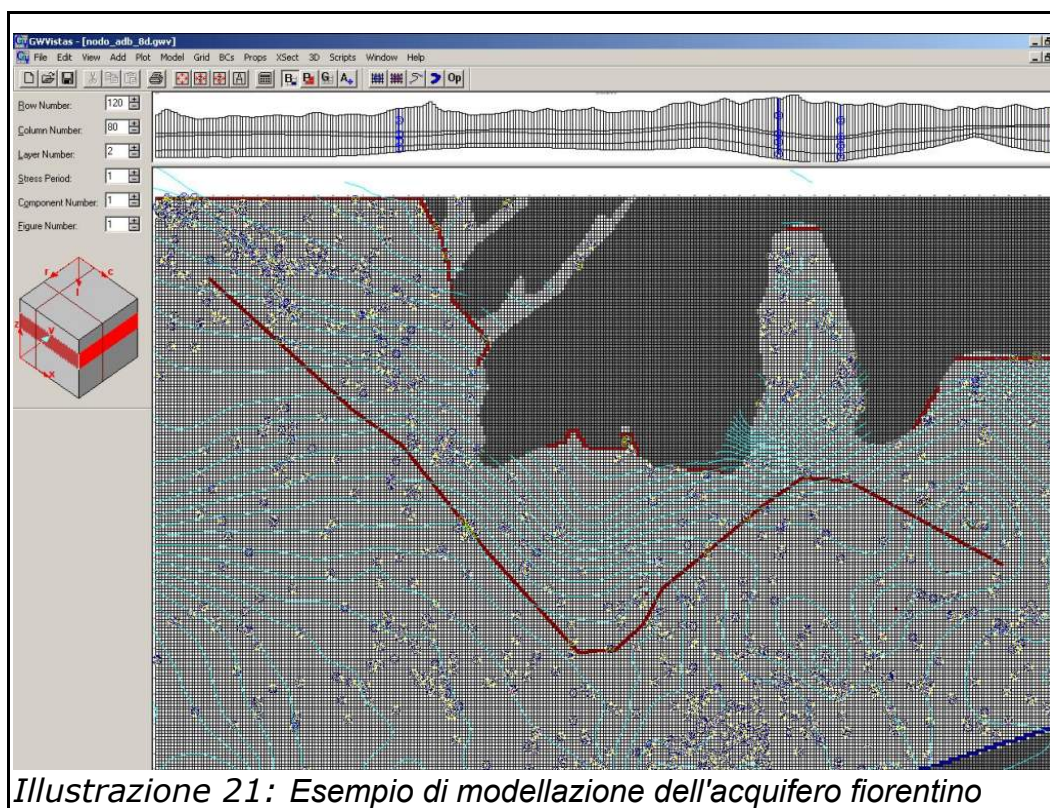 GWVistas - [nodo_adb_8d.gwv]
File Edit View Add Plot Model Grid BCs Props XSect 3D Scripts Window Help
B G A Op
Row Number: 120
Column Number: 80
Layer Number: 2
Stress Period: 1
Component Number: 1
Figure Number: 1
r c
l
z y
x
Illustrazione 21: Esempio di modellazione dell'acquifero fiorentino